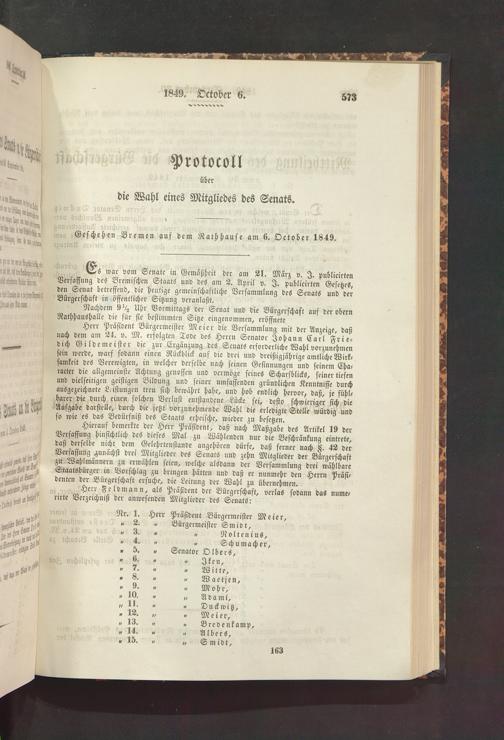 1849. October 6.
573
Protocoll
über
die Wahl eines Mitgliedes des Senats.
Geschehen Bremen auf dem Rathhause am 6. October 1849.
Es war vom Senate in Gemäßheit der am 21. März v. J. publicirten
Verfassung des Bremischen Staats und des am 2. April v. J. publicirten Gesetzes,
den Senat betreffend, die heutige gemeinschaftliche Versammlung des Senats und der
Bürgerschaft in öffentlicher Sitzung veranlaßt.
Nachdem 9¼ Uhr Vormittags der Senat und die Bürgerschaft auf der obern
Rathhaushalle die für sie bestimmten Sitze eingenommen, eröffnete
Herr Präsident Bürgermeister Meier die Versammlung mit der Anzeige, daß
nach dem am 24. v. M. erfolgten Tode des Herrn Senator Johann Carl Frie-
drich Gildemeister die zur Ergänzung des Senats erforderliche Wahl vorzunehmen
sein werde, warf sodann einen Rückblick auf die drei und dreißigjährige amtliche Wirk-
samkeit des Verewigten, in welcher derselbe nach seinen Gesinnungen und seinem Cha-
racter die allgemeinste Achtung genossen und vermöge seines Scharfblicks, seiner tiefen
und vielseitigen geistigen Bildung und seiner umfassenden gründlichen Kenntnisse durch
ausgezeichnete Leistungen treu sich bewährt habe, und hob endlich hervor, daß, je fühl-
barer die durch einen solchen Verlust entstandene Lücke sei, desto schwieriger sich die
Aufgabe darstelle, durch die jetzt vorzunehmende Wahl die erledigte Stelle würdig und
so wie es das Bedürfniß des Staats erheische, wieder zu besetzen.
Hierauf bemerkte der Herr Präsident, daß nach Maßgabe des Artikel 19 der
Verfassung hinsichtlich des dieses Mal zu Wählenden nur die Beschränkung eintrete,
daß derselbe nicht dem Gelehrtenstande angehören dürfe, daß ferner nach §. 42 der
Verfassung zunächst drei Mitglieder des Senats und zehn Mitglieder der Bürgerschaft
zu Wahlmännern zu erwählen seien, welche alsdann der Versammlung drei wählbare
Staatsbürger in Vorschlag zu bringen hätten und daß er nunmehr den Herrn Präsi-
denten der Bürgerschaft ersuche, die Leitung der Wahl zu übernehmen.
Herr Feldmann, als Präsident der Bürgerschaft, verlas sodann das nume-
rirte Verzeichniß der anwesenden Mitglieder des Senats:
Nr. 1. Herr Präsident Bürgermeister Meier,
„ 2. „ Bürgermeister Smidt,
„ 3. „ „ Noltenius,
„ 4. „ „ Schumacher,
„ 5. „ Senator Olbers,
„ 6. „ „ Iken,
„ 7. „ „ Witte,
„ 8. „ „ Waetjen,
„ 9. „ „ Mohr,
„ 10. „ „ Adami,
„ 11. „ „ Duckwitz,
„ 12. „ „ Meier,
„ 13. „ „ Bredenkamp,
„ 14. „ „ Albers,
„ 15. „ „ Smidt,
163